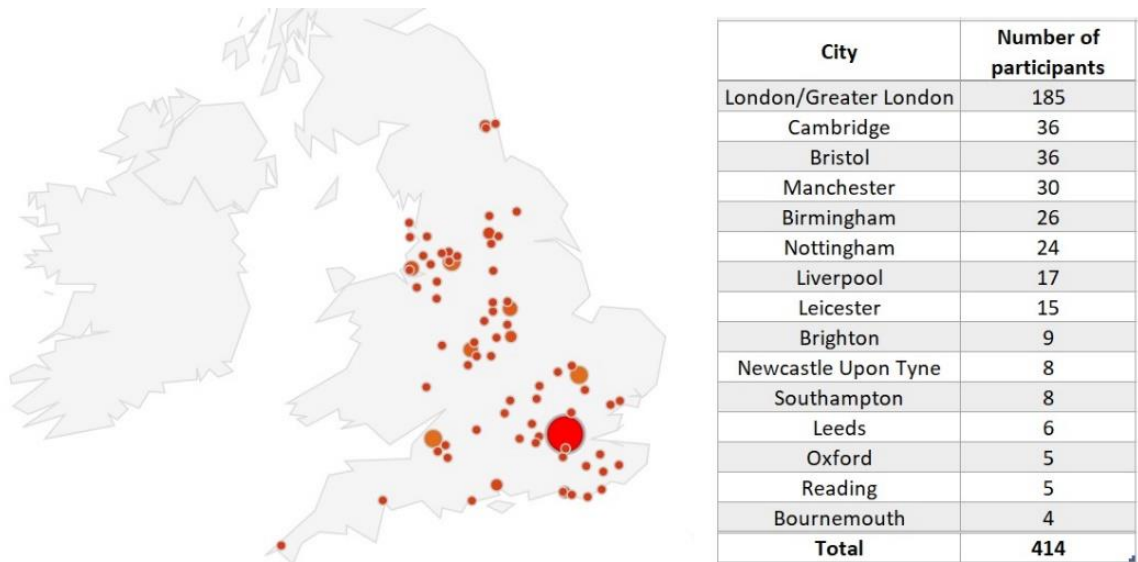 City Number of participants
London/Greater London 185
Cambridge 36
Bristol 36
Manchester 30
Birmingham 26
Nottingham 24
Liverpool 17
Leicester 15
Brighton 9
Newcastle Upon Tyne 8
Southampton 8
Leeds 6
Oxford 5
Reading 5
Bournemouth 4
Total 414